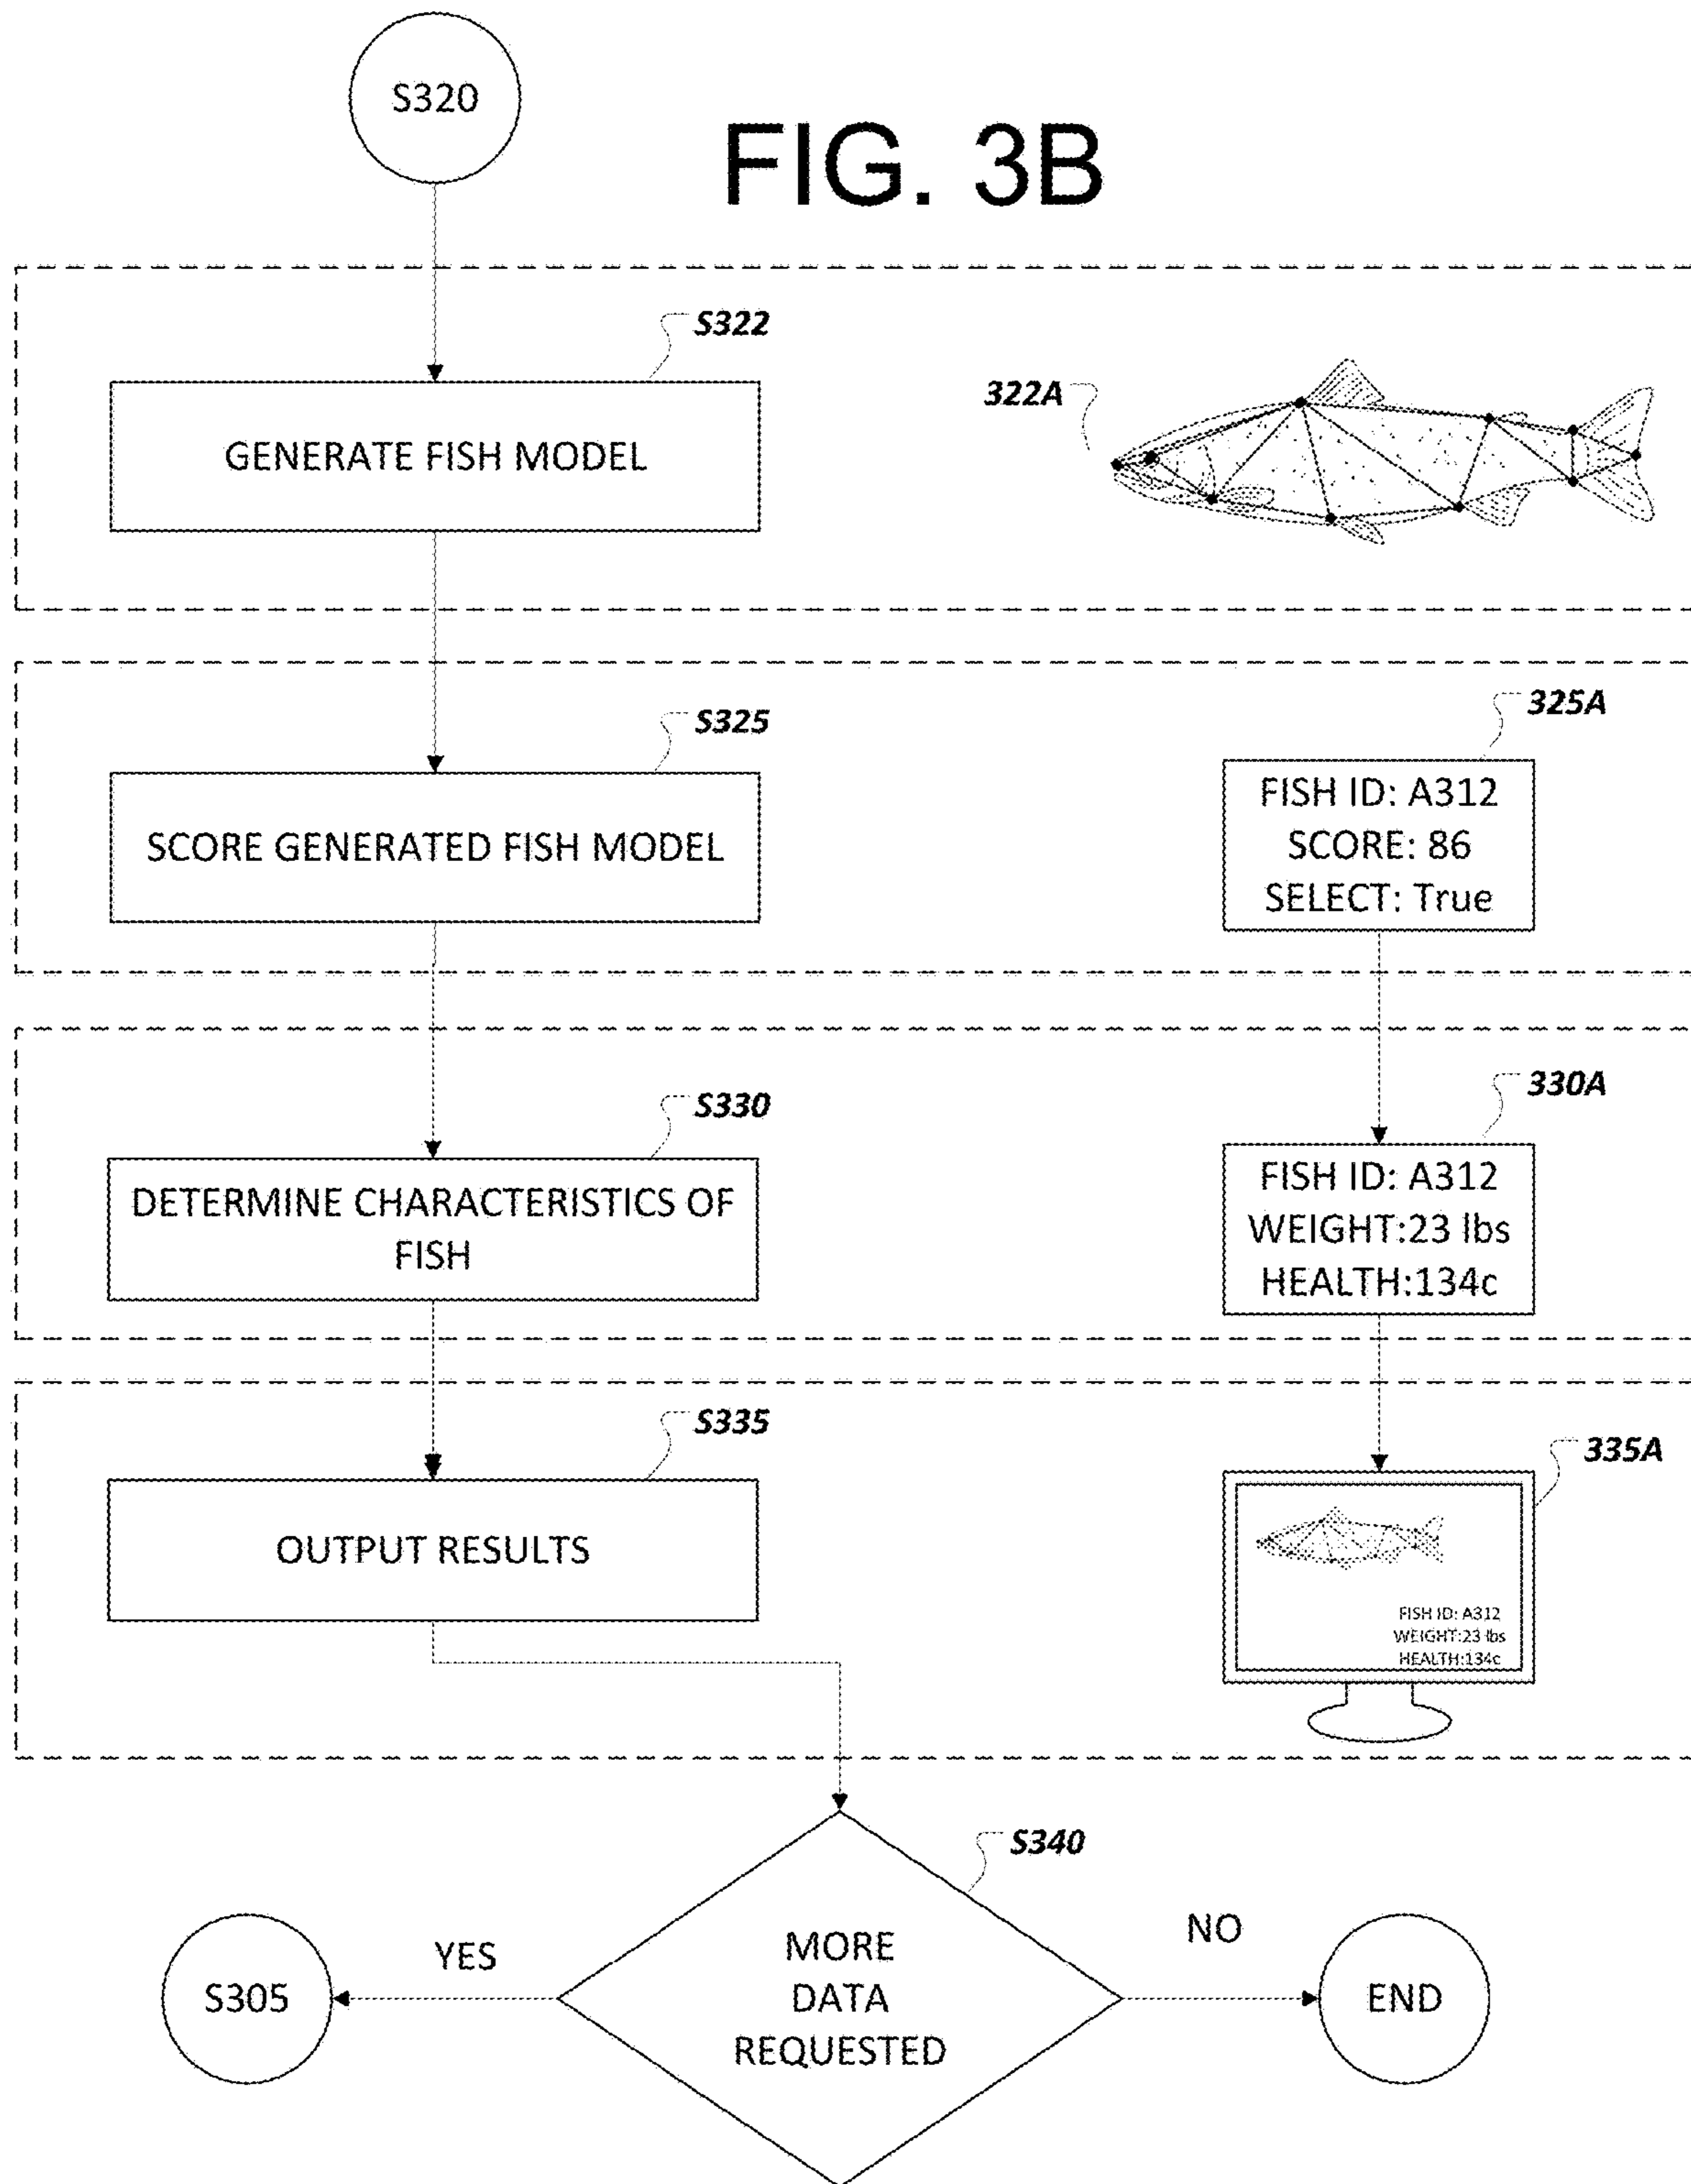 S320
FIG. 3B
S322
GENERATE FISH MODEL
322A
S325
SCORE GENERATED FISH MODEL
325A
FISH ID: A312
SCORE: 86
SELECT: True
S330
DETERMINE CHARACTERISTICS OF
FISH
330A
FISH ID: A312
WEIGHT:23 lbs
HEALTH:134c
S335
OUTPUT RESULTS
335A
FISH ID: A312
WEIGHT:23 lbs
HEALTH:134c
S340
MORE
DATA
REQUESTED
YES
S305
NO
END